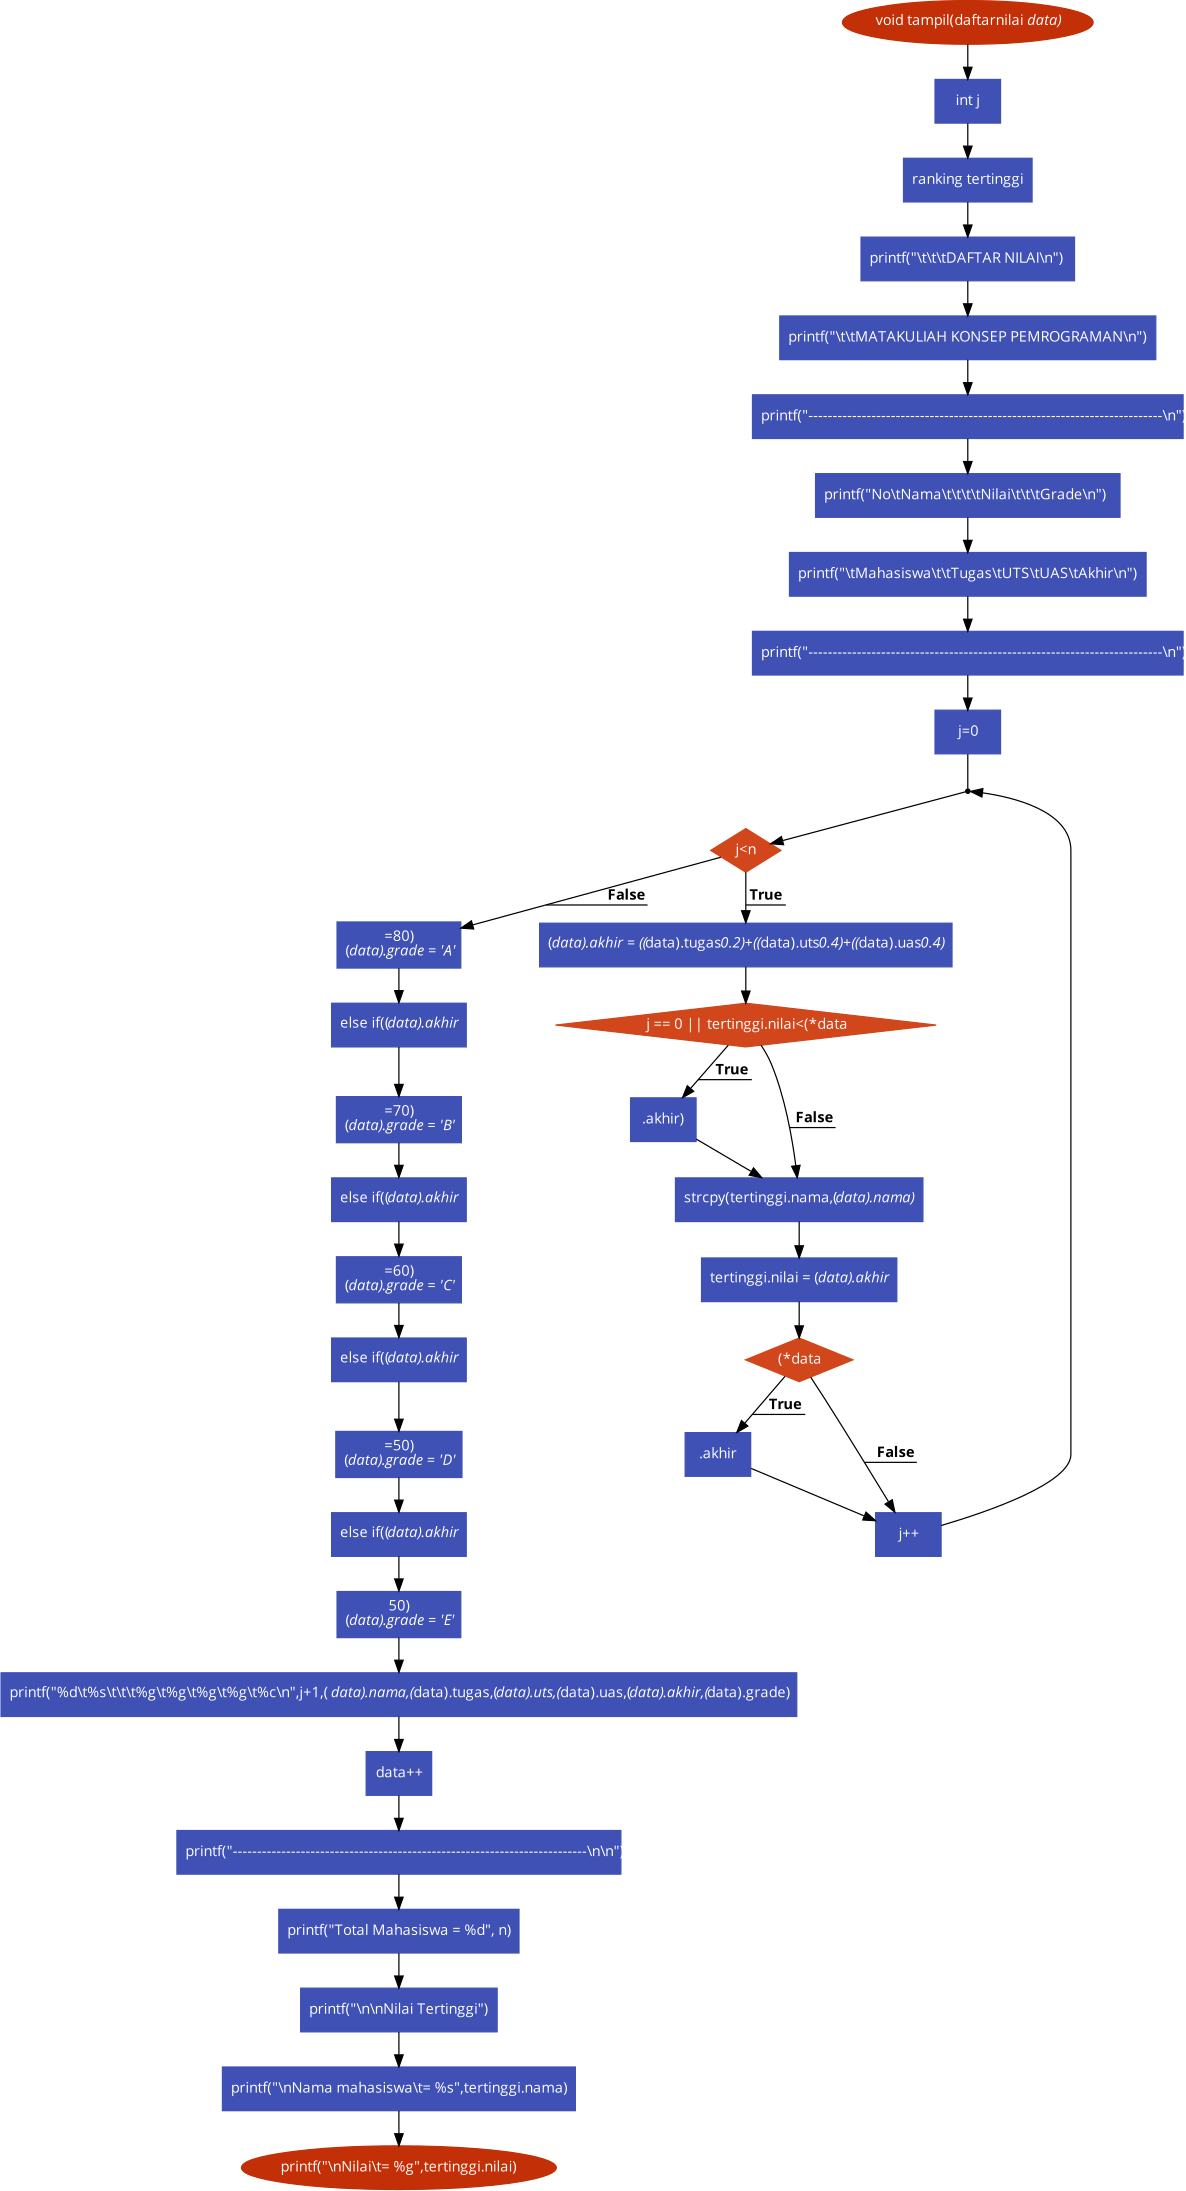 void tampil(daftarnilai data)
int j
ranking tertinggi
printf("\t\t\tDAFTAR NILAI\n")
printf("\t\tMATAKULIAH KONSEP PEMROGRAMAN\n")
printf("--------------------------------------------------------------------------\n")
printf("No\tNama\t\t\t\tNilai\t\t\tGrade\n")
printf("\tMahasiswa\t\tTugas\tUTS\tUAS\tAkhir\n")
printf("--------------------------------------------------------------------------\n")
j=0
j<n
False
True
(data).akhir = ((data).tugas0.2)+((data).uts0.4)+((data).uas0.4)
j == 0 || tertinggi.nilai<(*data
True
.akhir)
False
strcpy(tertinggi.nama,(data).nama)
tertinggi.nilai = (data).akhir
(*data
True
.akhir
False
j++
=80)
(data).grade = 'A'
else if((data).akhir
=70)
(data).grade = 'B'
else if((data).akhir
=60)
(data).grade = 'C'
else if((data).akhir
=50)
(data).grade = 'D'
else if((data).akhir
50)
(data).grade = 'E'
printf("%d\t%s\t\t\t%g\t%g\t%g\t%g\t%c\n",j+1,( data).nama,(data).tugas,(data).uts,(data).uas,(data).akhir,(data).grade)
data++
printf("--------------------------------------------------------------------------\n\n")
printf("Total Mahasiswa = %d", n)
printf("\n\nNilai Tertinggi")
printf("\nNama mahasiswa\t= %s",tertinggi.nama)
printf("\nNilai\t= %g",tertinggi.nilai)